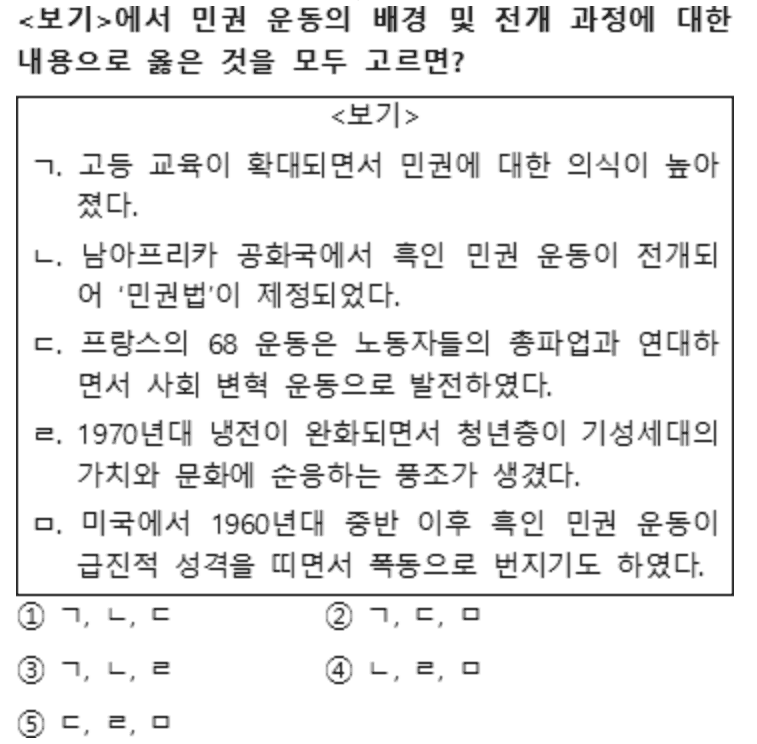 <보기>에서 민권 운동의 배경 및 전개 과정에 대한
내용으로 옳은 것을 모두 고르면?
<보기>
ㄱ. 고등 교육이 확대되면서 민권에 대한 의식이 높아
졌다.
ㄴ. 남아프리카 공화국에서 흑인 민권 운동이 전개되
어 '민권법'이 제정되었다.
ㄷ. 프랑스의 68 운동은 노동자들의 총파업과 연대하
면서 사회 변혁 운동으로 발전하였다.
ㄹ. 1970년대 냉전이 완화되면서 청년층이 기성세대의
가치와 문화에 순응하는 풍조가 생겼다.
ㅁ. 미국에서 1960년대 중반 이후 흑인 민권 운동이
급진적 성격을 띠면서 폭동으로 번지기도 하였다.
① ㄱ, ㄴ, ㄷ ② ㄱ, ㄷ, ㅁ
③ ㄱ, ㄴ, ㄹ ④ ㄴ, ㄹ, ㅁ
⑤ ㄷ, ㄹ, ㅁ